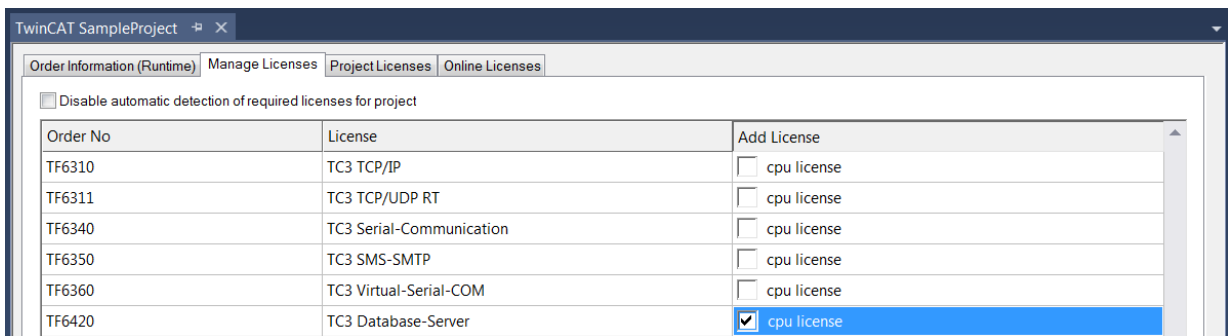 TwinCAT SampleProject
Order Information (Runtime) Manage Licenses Project Licenses Online Licenses
Disable automatic detection of required licenses for project
Order No License Add License
TF6310 TC3 TCP/IP cpu license
TF6311 TC3 TCP/UDP RT cpu license
TF6340 TC3 Serial-Communication cpu license
TF6350 TC3 SMS-SMTP cpu license
TF6360 TC3 Virtual-Serial-COM cpu license
TF6420 TC3 Database-Server cpu license